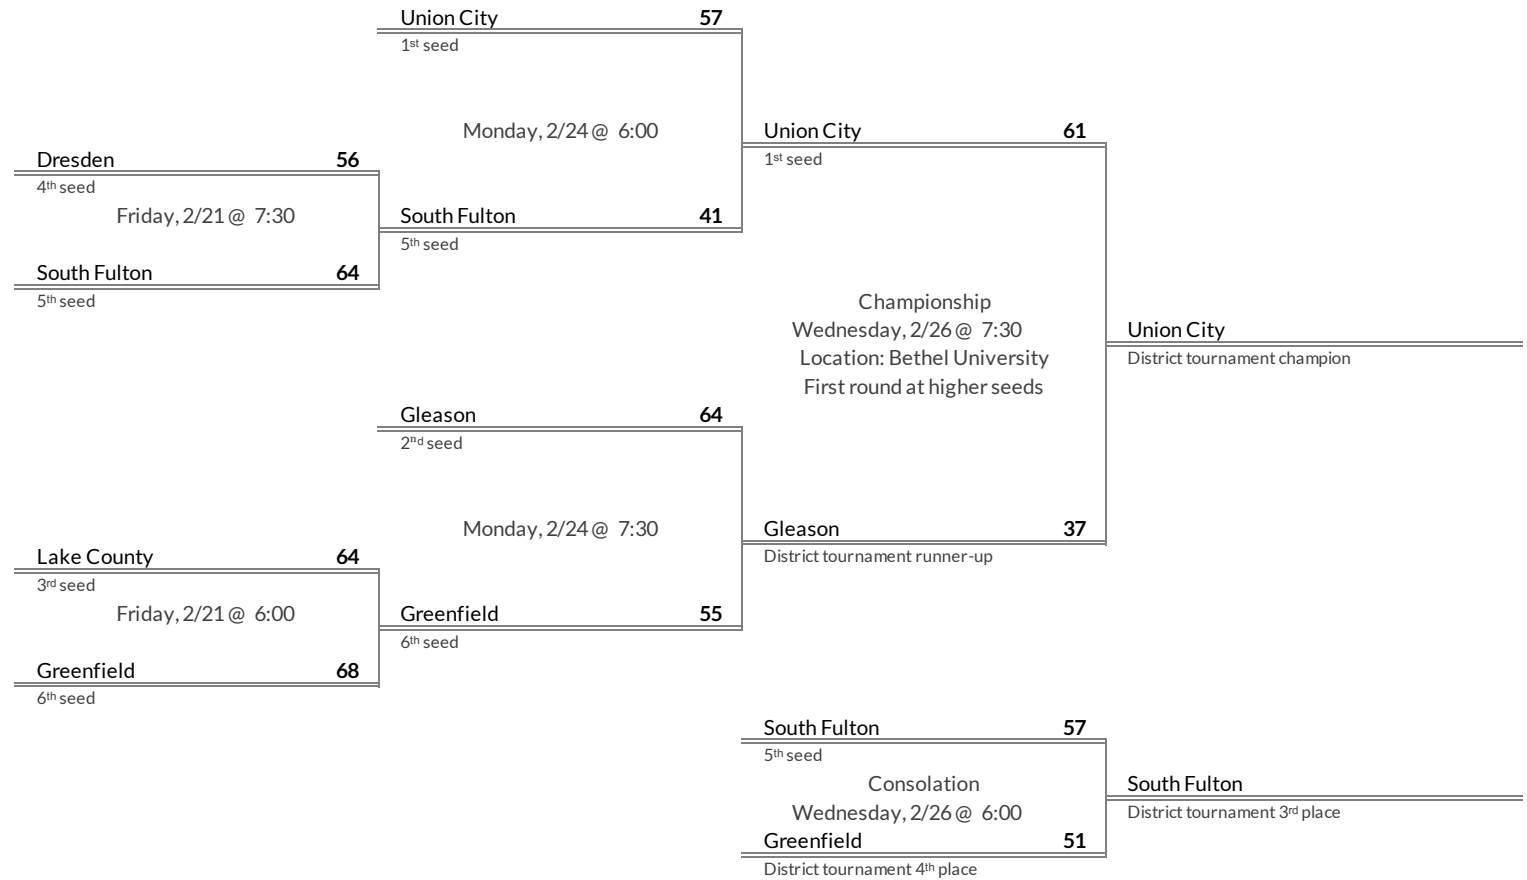 Union City 57
1st seed
Monday, 2/24 @ 6:00
Union City 61
1st seed
Dresden 56
4th seed
Friday, 2/21 @ 7:30
South Fulton 41
5th seed
South Fulton 64
5th seed
Championship
Wednesday, 2/26 @ 7:30
Location: Bethel University
First round at higher seeds
Union City
District tournament champion
Gleason 64
2nd seed
Monday, 2/24 @ 7:30
Gleason 37
District tournament runner-up
Lake County 64
3rd seed
Friday, 2/21 @ 6:00
Greenfield 55
6th seed
Greenfield 68
6th seed
South Fulton 57
5th seed
Consolation
Wednesday, 2/26 @ 6:00
South Fulton
District tournament 3rd place
Greenfield 51
District tournament 4th place